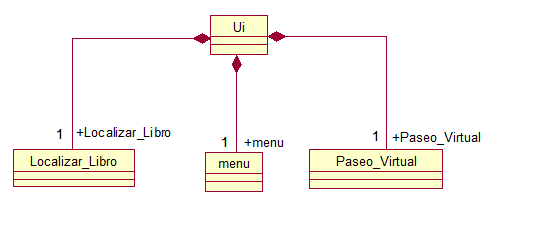 Ui
1 +Localizar_Libro
1 +menu
1 +Paseo_Virtual
Localizar_Libro
menu
Paseo_Virtual